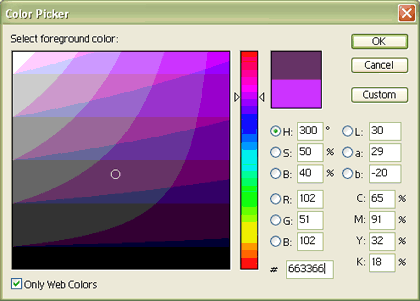 Color Picker
Select foreground color:
OK
Cancel
Custom
H: 300 °
S: 50 %
B: 40 %
R: 102
G: 51
B: 102
# 663366
L: 30
a: 29
b: -20
C: 65 %
M: 91 %
Y: 32 %
K: 18 %
Only Web Colors